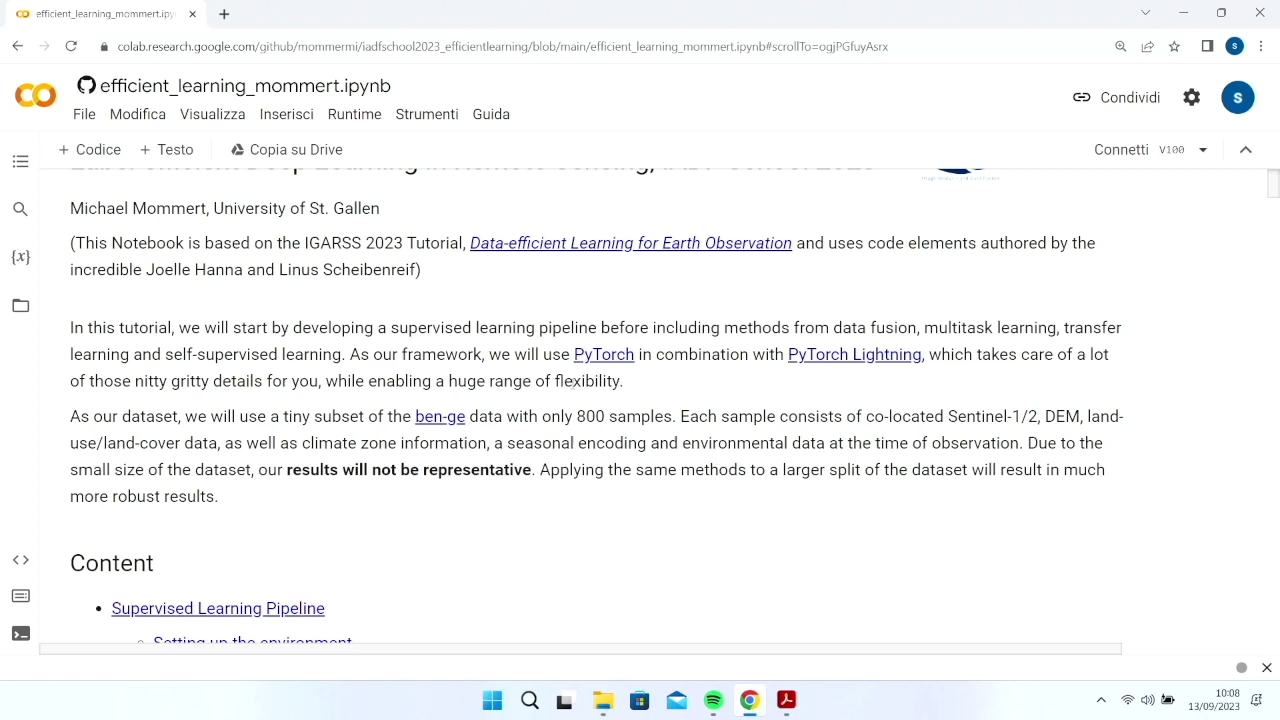 efficient_learning_mommert.ipy
colab.research.google.com/github/mommermi/iadfschool2023_efficientlearning/blob/main/efficient_learning_mommert.ipynb#scrollTo=ogjPGfuyAsrx
S
efficient_learning_mommert.ipynb
File Modifica Visualizza Inserisci Runtime Strumenti Guida
Condividi
S
+ Codice + Testo Copia su Drive
Connetti V100
Michael Mommert, University of St. Gallen
(This Notebook is based on the IGARSS 2023 Tutorial, Data-efficient Learning for Earth Observation and uses code elements authored by the
incredible Joelle Hanna and Linus Scheibenreif)
In this tutorial, we will start by developing a supervised learning pipeline before including methods from data fusion, multitask learning, transfer
learning and self-supervised learning. As our framework, we will use PyTorch in combination with PyTorch Lightning, which takes care of a lot
of those nitty gritty details for you, while enabling a huge range of flexibility.
As our dataset, we will use a tiny subset of the ben-ge data with only 800 samples. Each sample consists of co-located Sentinel-1/2, DEM, land-
use/land-cover data, as well as climate zone information, a seasonal encoding and environmental data at the time of observation. Due to the
small size of the dataset, our results will not be representative. Applying the same methods to a larger split of the dataset will result in much
more robust results.
Content
• Supervised Learning Pipeline
Setting up the environment
10:08
13/09/2023